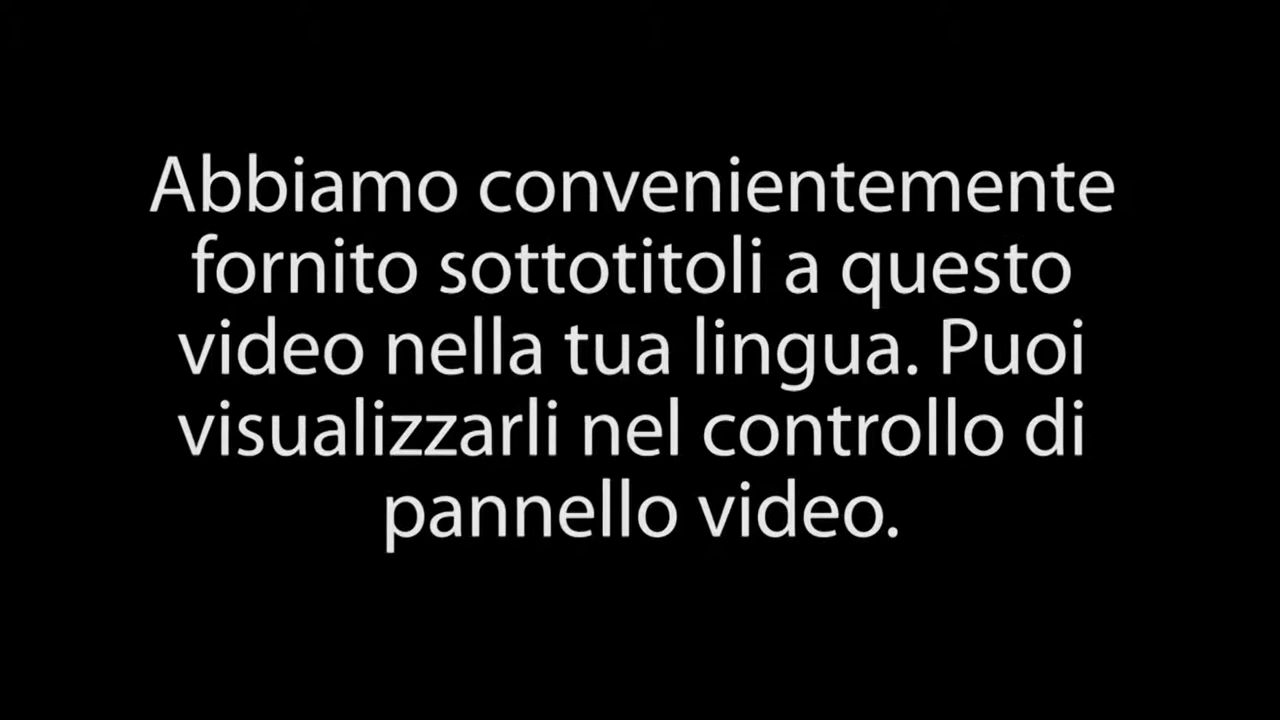 Abbiamo convenientemente
fornito sottotitoli a questo
video nella tua lingua. Puoi
visualizzarli nel controllo di
pannello video.